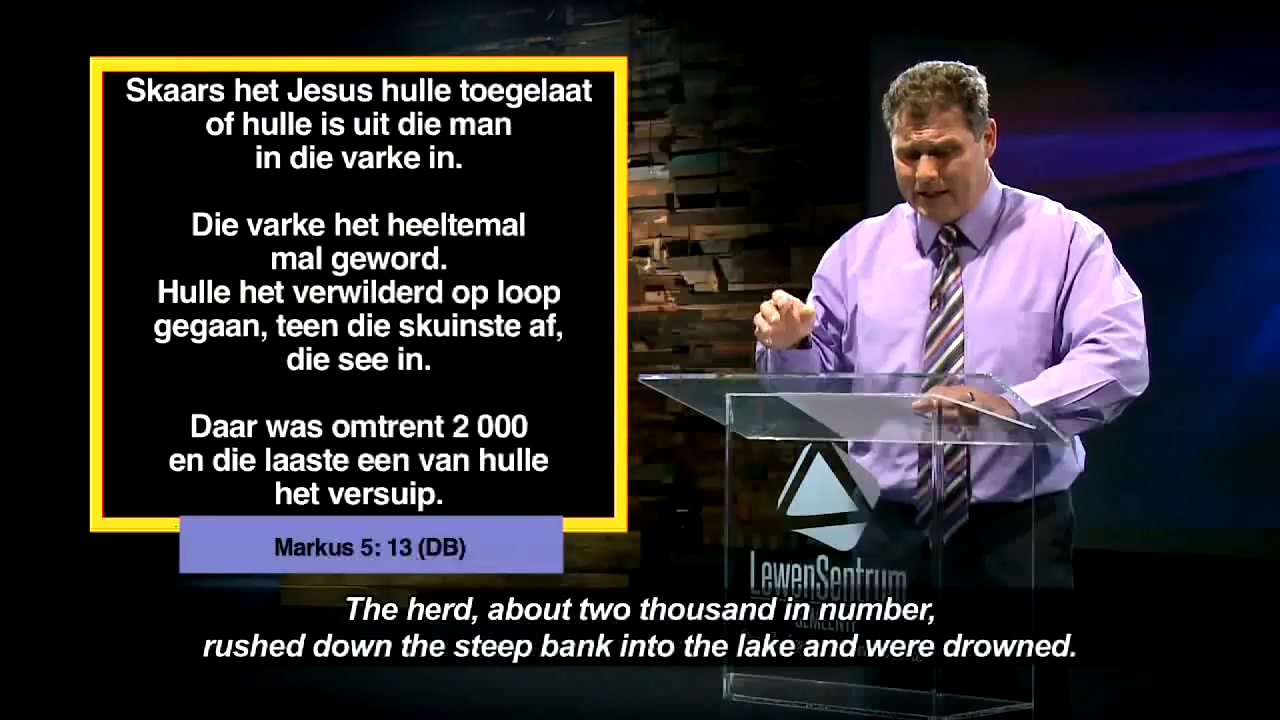 Skaars het Jesus hulle toegelaat
of hulle is uit die man
in die varke in.
Die varke het heeltemal
mal geword.
Hulle het verwilderd op loop
gegaan, teen die skuinste af,
die see in.
Daar was omtrent 2 000
en die laaste een van hulle
het versuip.
Markus 5: 13 (DB)
LewenSentrum
GEMEENTE
The herd, about two thousand in number,
rushed down the steep bank into the lake and were drowned.